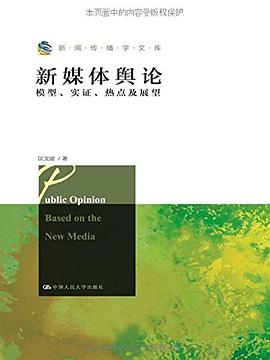 本页面中的内容受版权保护
新·闻·传·播·学·文·库
新媒体舆论
模型、实证、热点及展望
匡文波／著
Public Opinion
Based on the
New Media
中国人民大学出版社